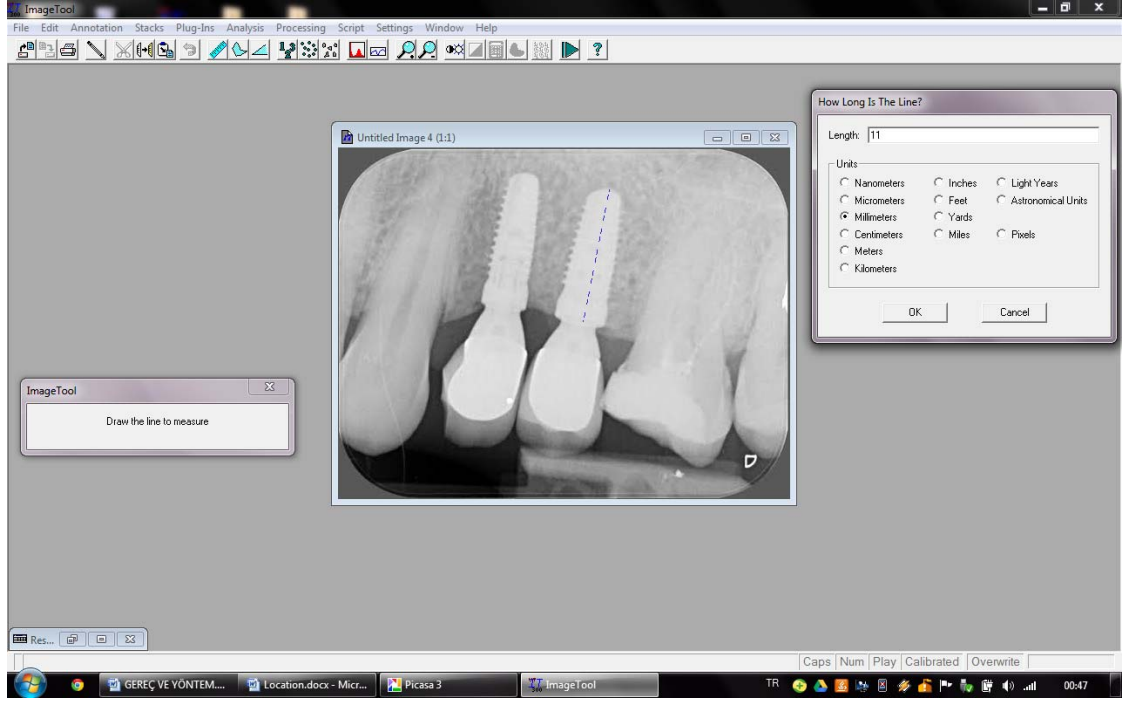 ImageTool
File Edit Annotation Stacks Plug-Ins Analysis Processing Script Settings Window Help
How Long Is The Line?
Length: 11
Units
Nanometers Inches Light Years
Micrometers Feet Astronomical Units
Millimeters Yards
Centimeters Miles Pixels
Meters
Kilometers
OK Cancel
Untitled Image 4 (1:1)
ImageTool
Draw the line to measure
Res...
Caps Num Play Calibrated Overwrite
GEREÇ VE YÖNTEM.... Location.docx - Micr... Picasa 3 ImageTool TR 00:47